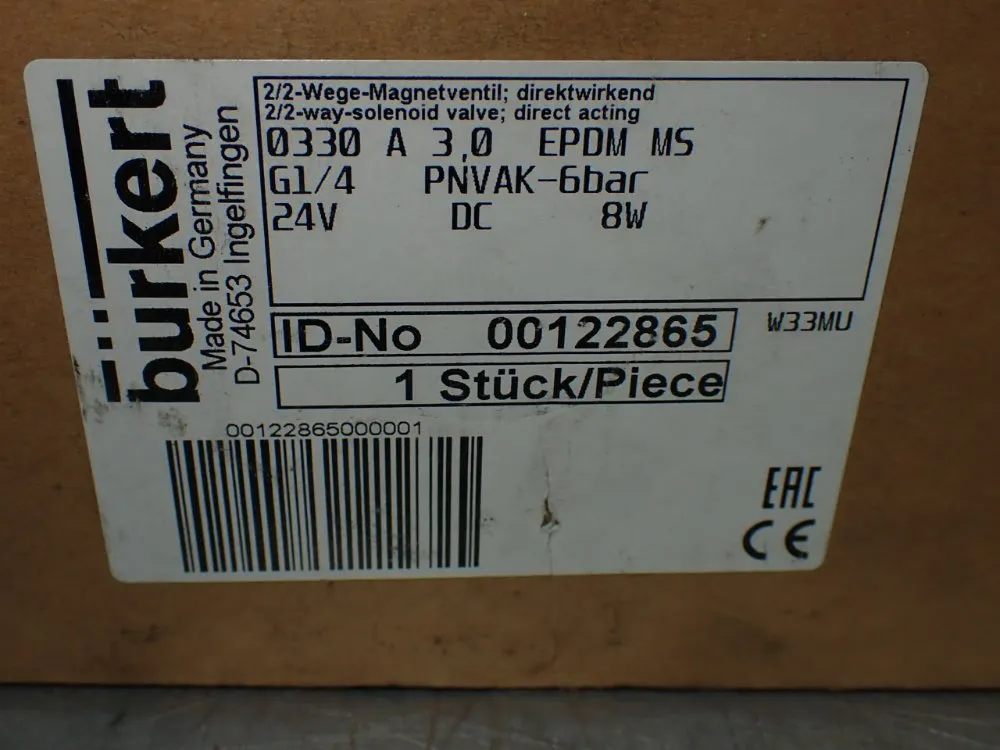 bürkert
Made in Germany
D-74653 Ingelfingen
2/2-Wege-Magnetventil; direktwirkend
2/2-way-solenoid valve; direct acting
0330 A 3,0 EPDM MS
G1/4 PNVAK-6bar
24V DC 8W
ID-No 00122865
W33MU
1 Stück/Piece
00122865000001
EAC
CE